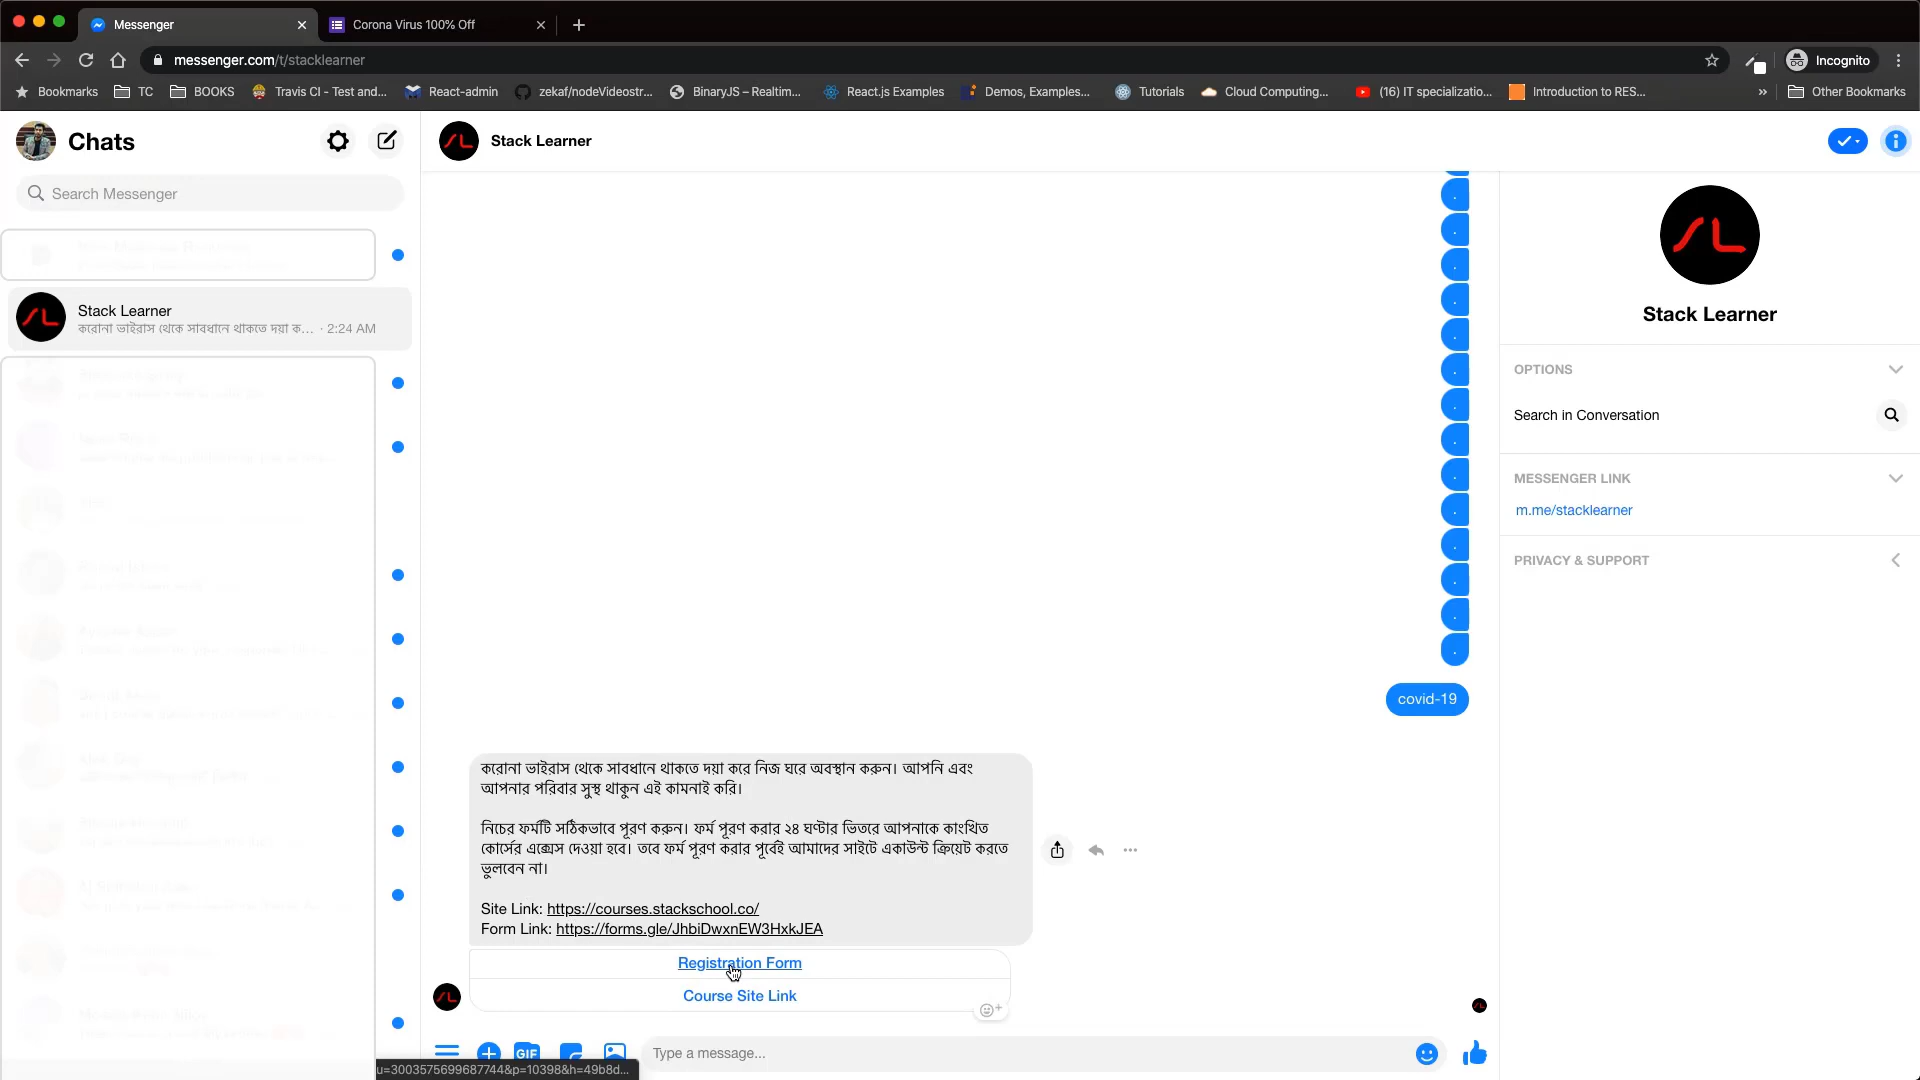 Messenger
Corona Virus 100% Off
messenger.com/t/stacklearner
Incognito
Bookmarks
TC
BOOKS
Travis CI - Test and...
React-admin
zekaf/nodeVideostr...
BinaryJS – Realtim...
React.js Examples
Demos, Examples...
Tutorials
Cloud Computing...
(16) IT specializatio...
Introduction to RES...
»
Other Bookmarks
Chats
Stack Learner
Search Messenger
Stack Learner
করোনা ভাইরাস থেকে সাবধানে থাকতে দয়া ক... · 2:24 AM
.
.
.
.
.
.
.
.
.
.
.
.
.
.
covid-19
করোনা ভাইরাস থেকে সাবধানে থাকতে দয়া করে নিজ ঘরে অবস্থান করুন। আপনি এবং
আপনার পরিবার সুস্থ থাকুন এই কামনাই করি।
নিচের ফর্মটি সঠিকভাবে পূরণ করুন। ফর্ম পূরণ করার ২৪ ঘণ্টার ভিতরে আপনাকে কাংখিত
কোর্সের এক্সেস দেওয়া হবে। তবে ফর্ম পূরণ করার পূর্বেই আমাদের সাইটে একাউন্ট ক্রিয়েট করতে
ভুলবেন না।
Site Link: https://courses.stackschool.co/
Form Link: https://forms.gle/JhbiDwxnEW3HxkJEA
Registration Form
Course Site Link
GIF
Type a message...
u=3003575699687744&p=10398&h=49b8d...
Stack Learner
OPTIONS
Search in Conversation
MESSENGER LINK
m.me/stacklearner
PRIVACY & SUPPORT